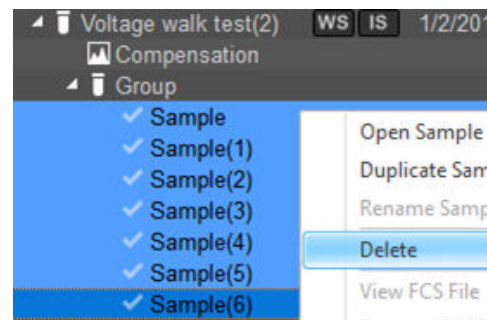 Voltage walk test(2) WS IS 1/2/201
Compensation
Group
Sample
Sample(1)
Sample(2)
Sample(3)
Sample(4)
Sample(5)
Sample(6)
Open Sample
Duplicate Sam
Rename Samp
Delete
View FCS File